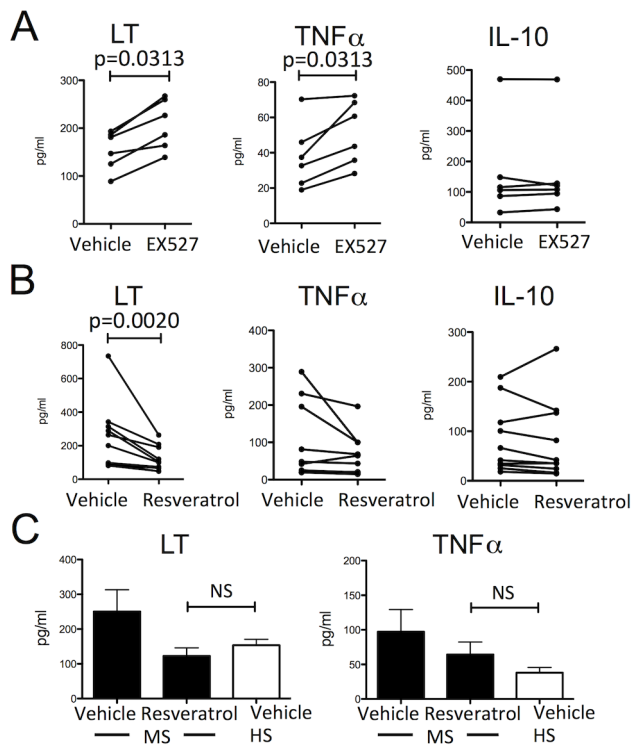 A
LT
TNFα
IL-10
p=0.0313
p=0.0313
300
200
100
0
pg/ml
80
60
40
20
0
pg/ml
500
400
300
200
100
0
pg/ml
Vehicle EX527
Vehicle EX527
Vehicle EX527
B
LT
TNFα
IL-10
p=0.0020
800
600
400
200
0
pg/ml
400
300
200
100
0
pg/ml
300
200
100
0
pg/ml
Vehicle Resveratrol
Vehicle Resveratrol
Vehicle Resveratrol
C
LT
TNFα
400
300
200
100
0
pg/ml
NS
200
150
100
50
0
pg/ml
NS
Vehicle Resveratrol Vehicle
MS HS
Vehicle Resveratrol Vehicle
MS HS